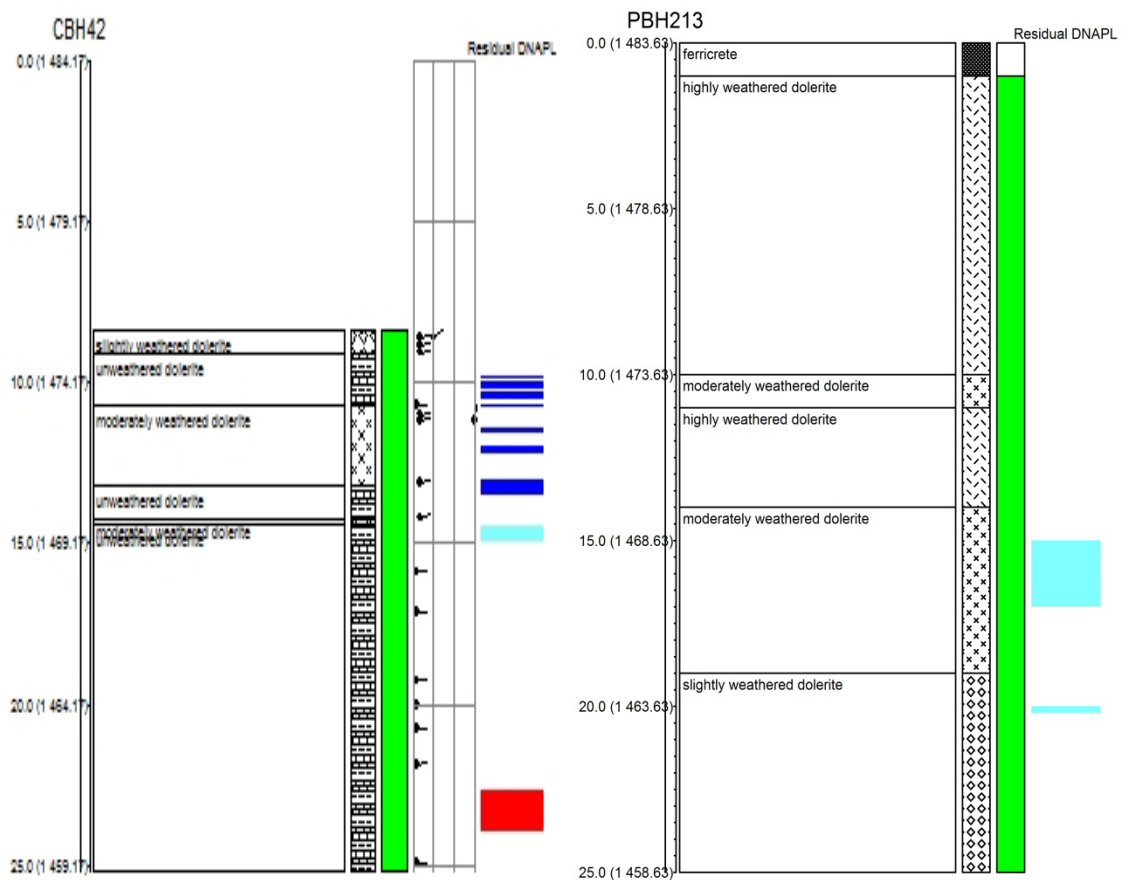 CBH42
Residual DNAPL
0.0 (1 484.17)
5.0 (1 479.17)
slightly weathered dolerite
unweathered dolerite
10.0 (1 474.17)
moderately weathered dolerite
unweathered dolerite
moderately weathered dolerite
unweathered dolerite
15.0 (1 469.17)
20.0 (1 464.17)
25.0 (1 459.17)
PBH213
Residual DNAPL
0.0 (1 483.63)
ferricrete
highly weathered dolerite
5.0 (1 478.63)
10.0 (1 473.63)
moderately weathered dolerite
highly weathered dolerite
moderately weathered dolerite
15.0 (1 468.63)
slightly weathered dolerite
20.0 (1 463.63)
25.0 (1 458.63)